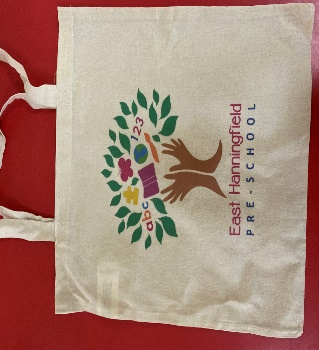 123
abc
East Hanningfield
PRE-SCHOOL